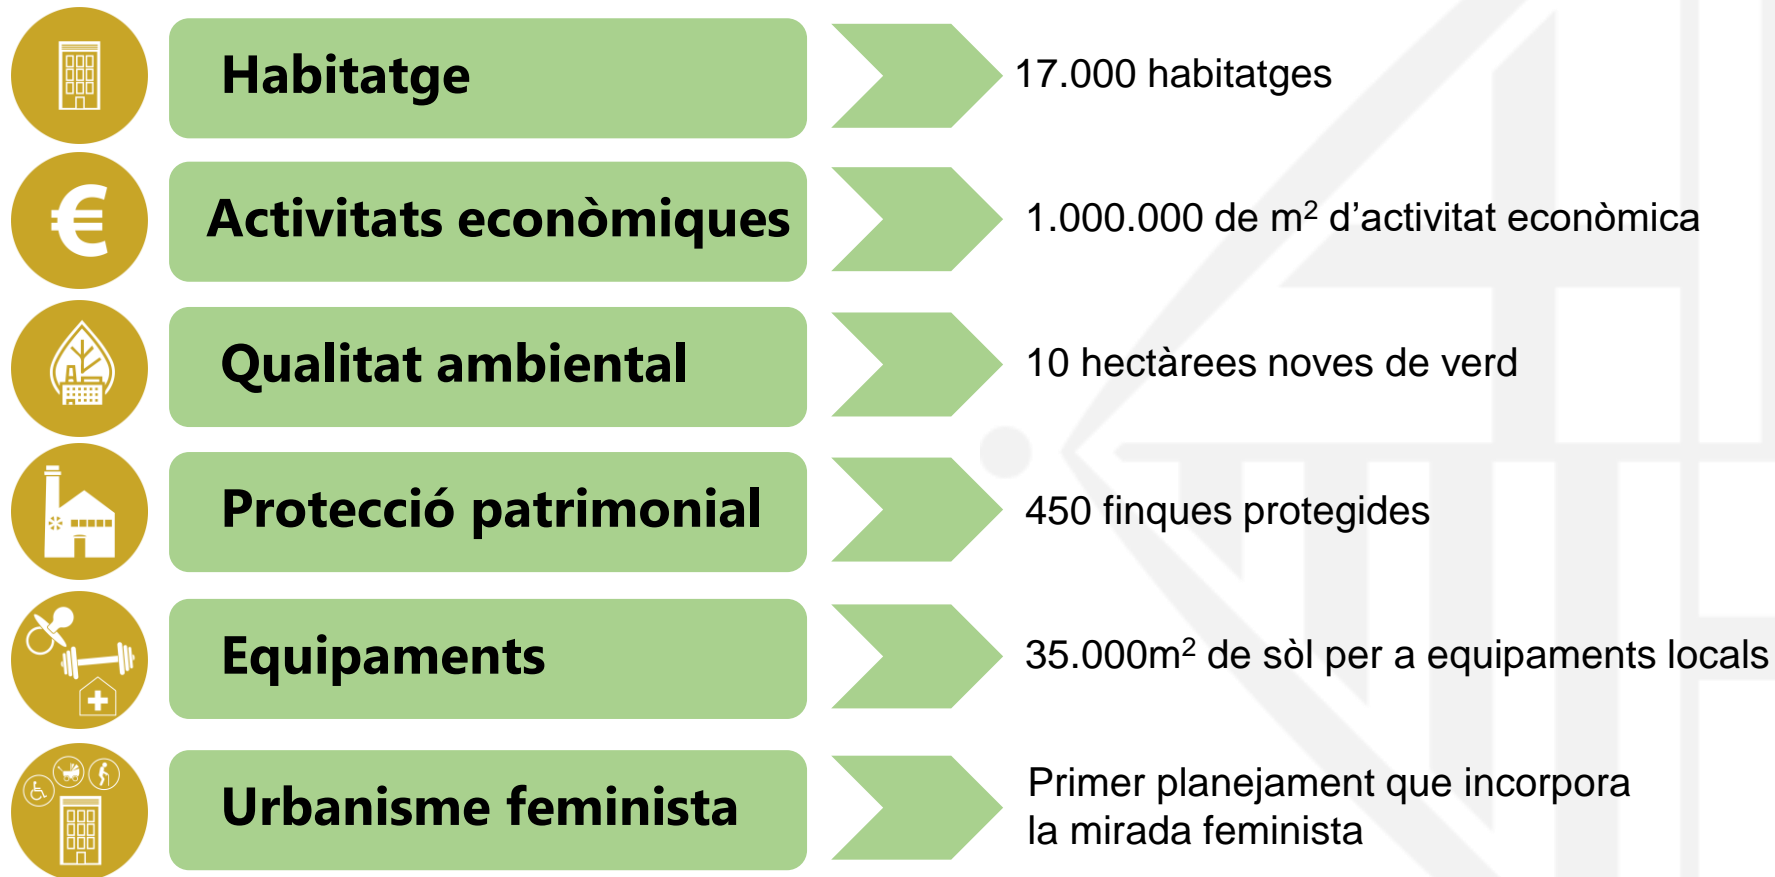 Habitatge
17.000 habitatges
€
Activitats econòmiques
1.000.000 de m² d’activitat econòmica
Qualitat ambiental
10 hectàrees noves de verd
Protecció patrimonial
450 finques protegides
Equipaments
35.000m² de sòl per a equipaments locals
Urbanisme feminista
Primer planejament que incorpora
la mirada feminista